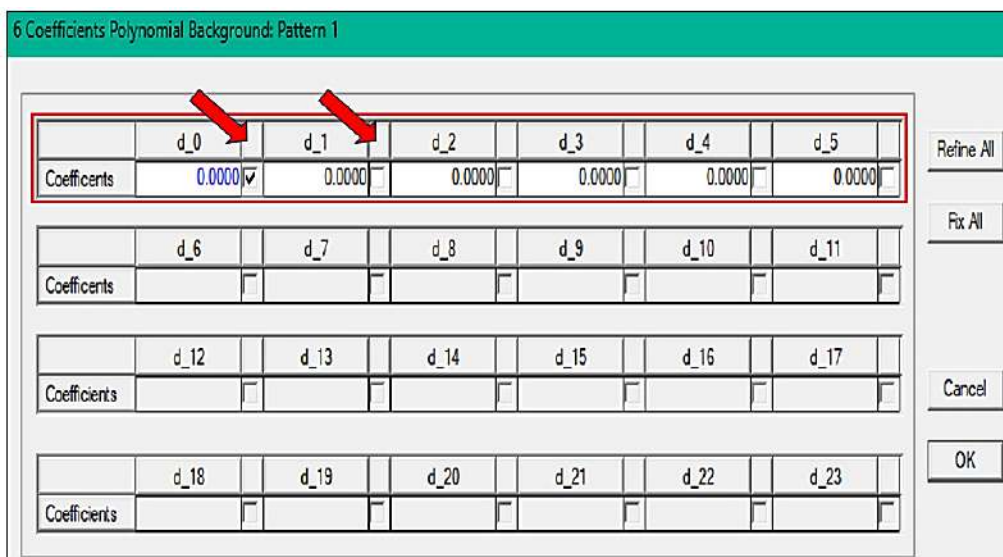 6 Coefficients Polynomial Background: Pattern 1
d_0 d_1 d_2 d_3 d_4 d_5
Coefficents 0.0000 0.0000 0.0000 0.0000 0.0000 0.0000
Refine All
Fix All
d_6 d_7 d_8 d_9 d_10 d_11
Coefficents
d_12 d_13 d_14 d_15 d_16 d_17
Coefficients
Cancel
OK
d_18 d_19 d_20 d_21 d_22 d_23
Coefficients